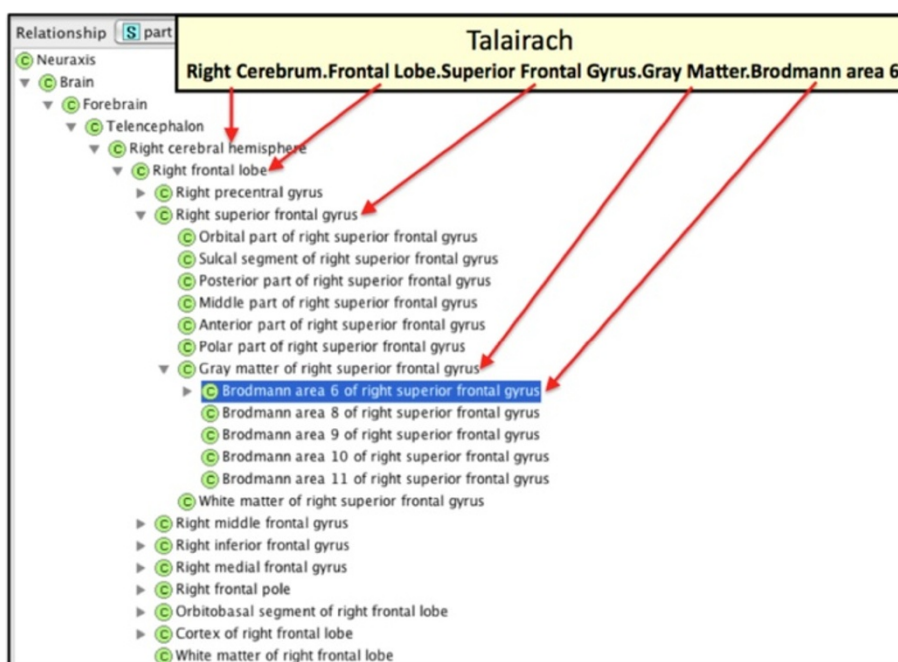 Relationship S part
Talairach
Right Cerebrum.Frontal Lobe.Superior Frontal Gyrus.Gray Matter.Brodmann area 6
C Neuraxis
C Brain
C Forebrain
C Telencephalon
C Right cerebral hemisphere
C Right frontal lobe
C Right precentral gyrus
C Right superior frontal gyrus
C Orbital part of right superior frontal gyrus
C Sulcal segment of right superior frontal gyrus
C Posterior part of right superior frontal gyrus
C Middle part of right superior frontal gyrus
C Anterior part of right superior frontal gyrus
C Polar part of right superior frontal gyrus
C Gray matter of right superior frontal gyrus
C Brodmann area 6 of right superior frontal gyrus
C Brodmann area 8 of right superior frontal gyrus
C Brodmann area 9 of right superior frontal gyrus
C Brodmann area 10 of right superior frontal gyrus
C Brodmann area 11 of right superior frontal gyrus
C White matter of right superior frontal gyrus
C Right middle frontal gyrus
C Right inferior frontal gyrus
C Right medial frontal gyrus
C Right frontal pole
C Orbitobasal segment of right frontal lobe
C Cortex of right frontal lobe
C White matter of right frontal lobe